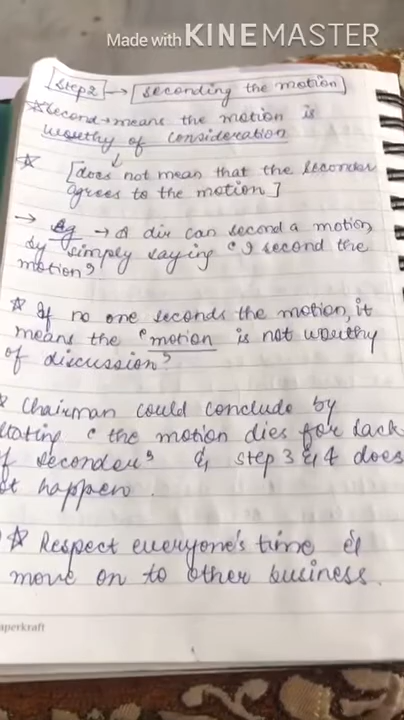 Made with KINEMASTER
Step2 → Seconding the motion
☆ Second → means the motion is
worthy of consideration
↓
☆ [does not mean that the seconder
agrees to the motion]
→ Eg → A dir can second a motion
by simply saying "I second the
motion"
☆ If no one seconds the motion, it
means the "motion is not worthy
of discussion"
☆ Chairman could conclude by
stating "the motion dies for lack
of seconder" & step 3 & 4 does
not happen.
☆ Respect everyone's time &
move on to other business.
aperkraft